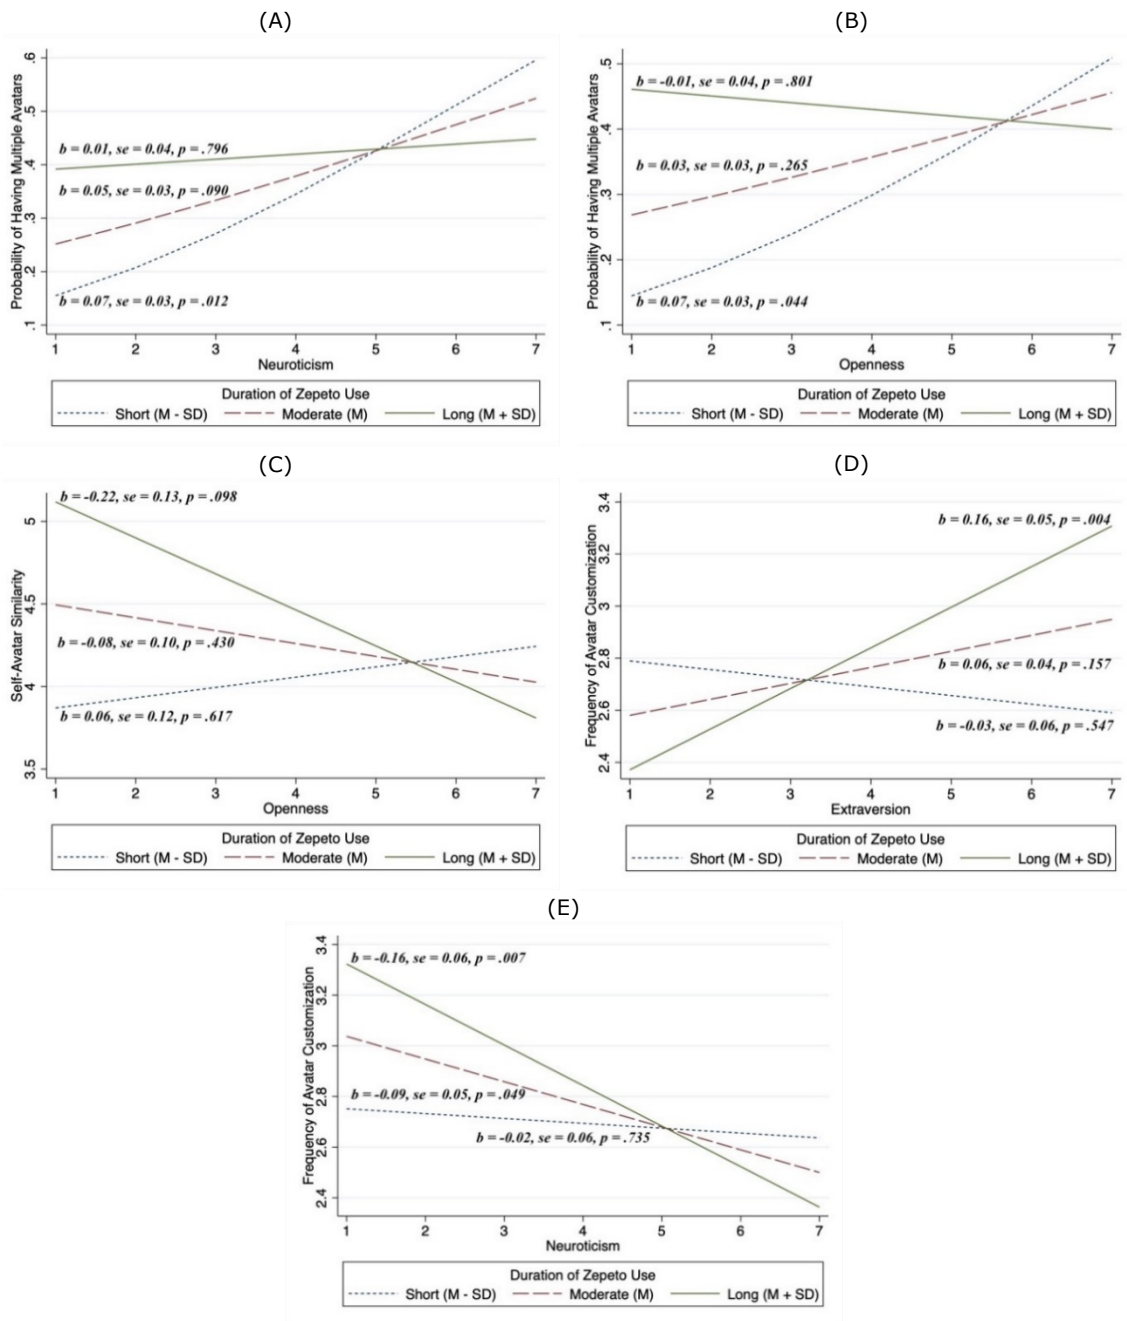 (A)
Probability of Having Multiple Avatars
.6
.5
.4
.3
.2
.1
b = 0.01, se = 0.04, p = .796
b = 0.05, se = 0.03, p = .090
b = 0.07, se = 0.03, p = .012
1 2 3 4 5 6 7
Neuroticism
Duration of Zepeto Use
Short (M - SD) Moderate (M) Long (M + SD)
(B)
Probability of Having Multiple Avatars
.5
.4
.3
.2
.1
b = -0.01, se = 0.04, p = .801
b = 0.03, se = 0.03, p = .265
b = 0.07, se = 0.03, p = .044
1 2 3 4 5 6 7
Openness
Duration of Zepeto Use
Short (M - SD) Moderate (M) Long (M + SD)
(C)
Self-Avatar Similarity
5
4.5
4
3.5
b = -0.22, se = 0.13, p = .098
b = -0.08, se = 0.10, p = .430
b = 0.06, se = 0.12, p = .617
1 2 3 4 5 6 7
Openness
Duration of Zepeto Use
Short (M - SD) Moderate (M) Long (M + SD)
(D)
Frequency of Avatar Customization
3.4
3.2
3
2.8
2.6
2.4
b = 0.16, se = 0.05, p = .004
b = 0.06, se = 0.04, p = .157
b = -0.03, se = 0.06, p = .547
1 2 3 4 5 6 7
Extraversion
Duration of Zepeto Use
Short (M - SD) Moderate (M) Long (M + SD)
(E)
Frequency of Avatar Customization
3.4
3.2
3
2.8
2.6
2.4
b = -0.16, se = 0.06, p = .007
b = -0.09, se = 0.05, p = .049
b = -0.02, se = 0.06, p = .735
1 2 3 4 5 6 7
Neuroticism
Duration of Zepeto Use
Short (M - SD) Moderate (M) Long (M + SD)